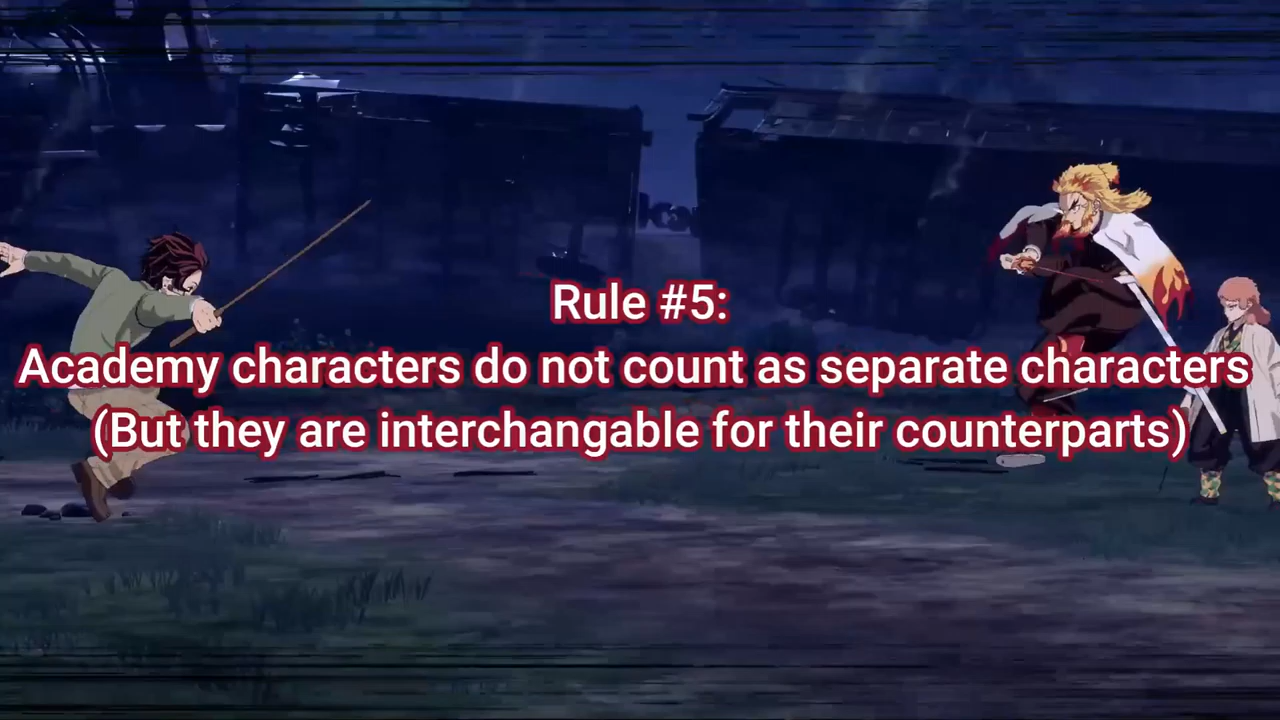 Rule #5:
Academy characters do not count as separate characters
(But they are interchangable for their counterparts)